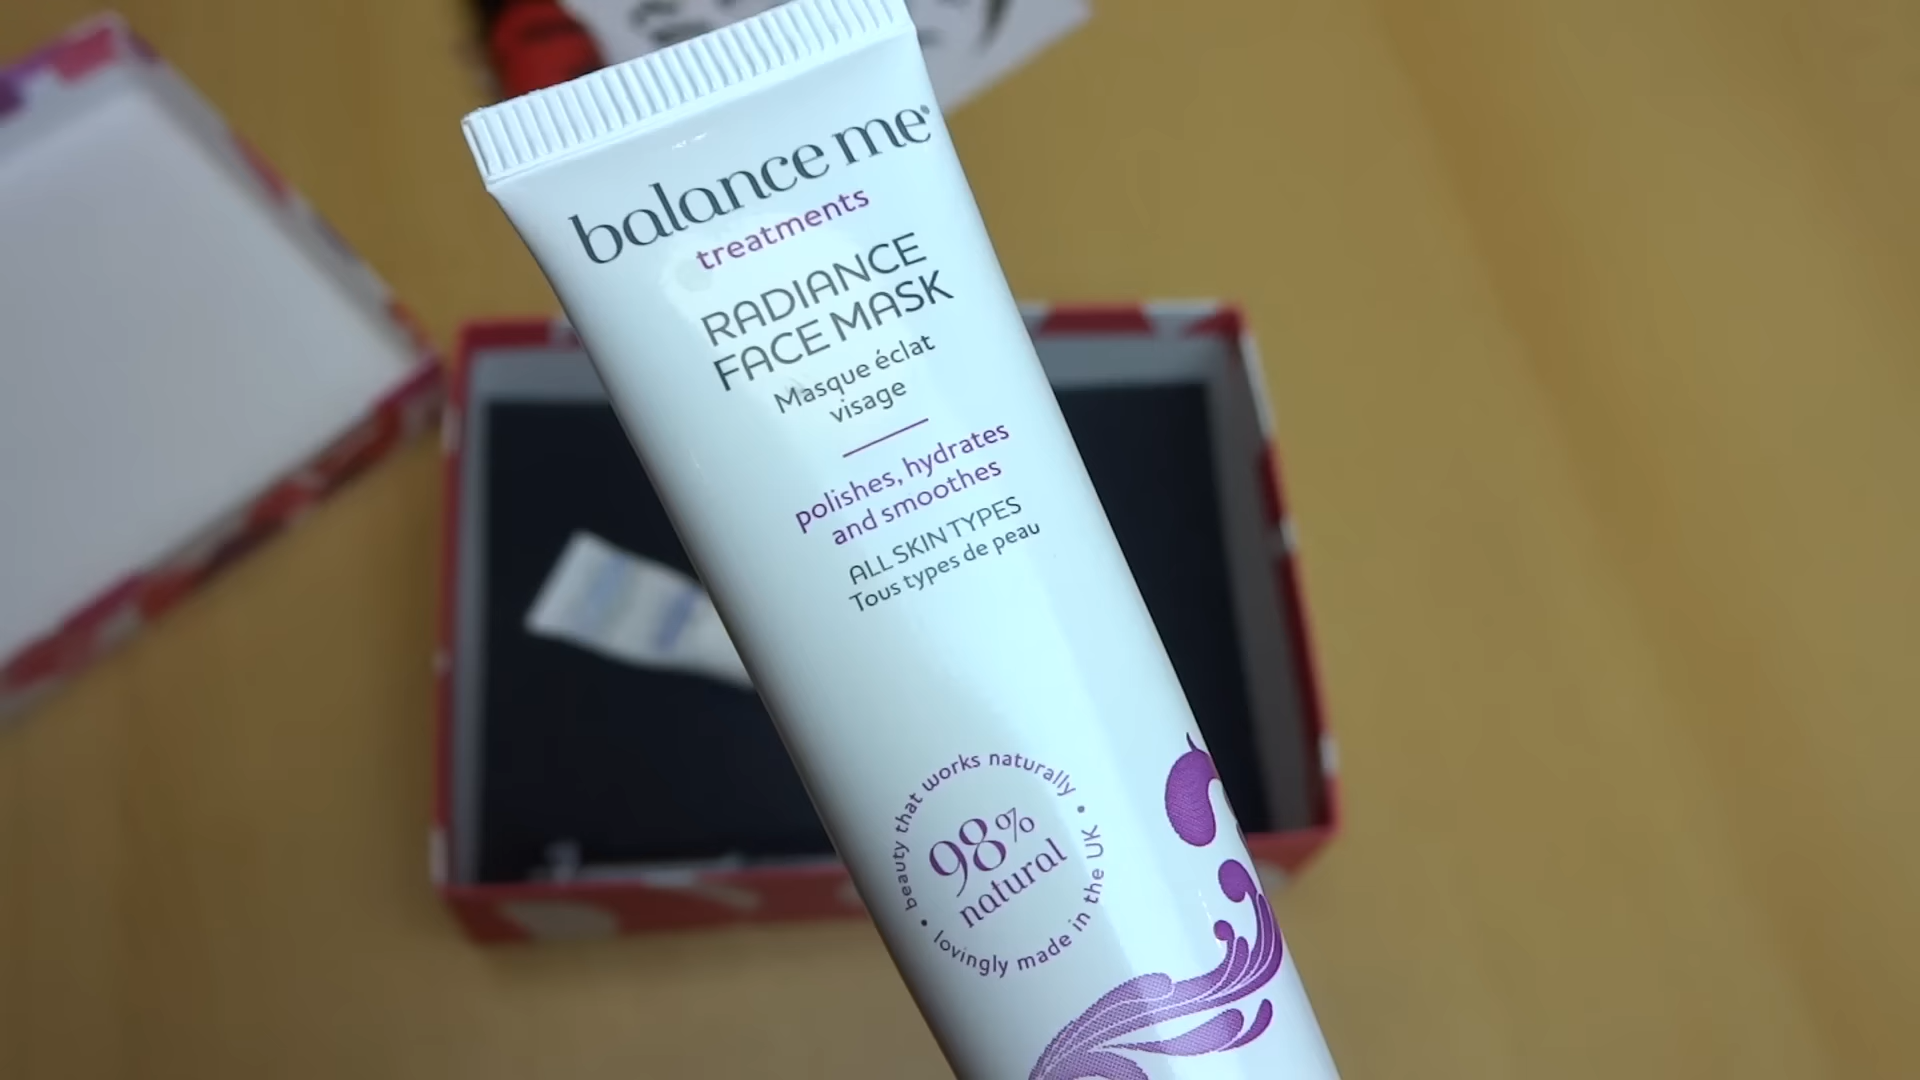 balance me®
treatments
RADIANCE
FACE MASK
Masque éclat
visage
polishes, hydrates
and smoothes
ALL SKIN TYPES
Tous types de peau
• beauty that works naturally •
98%
natural
lovingly made in the UK